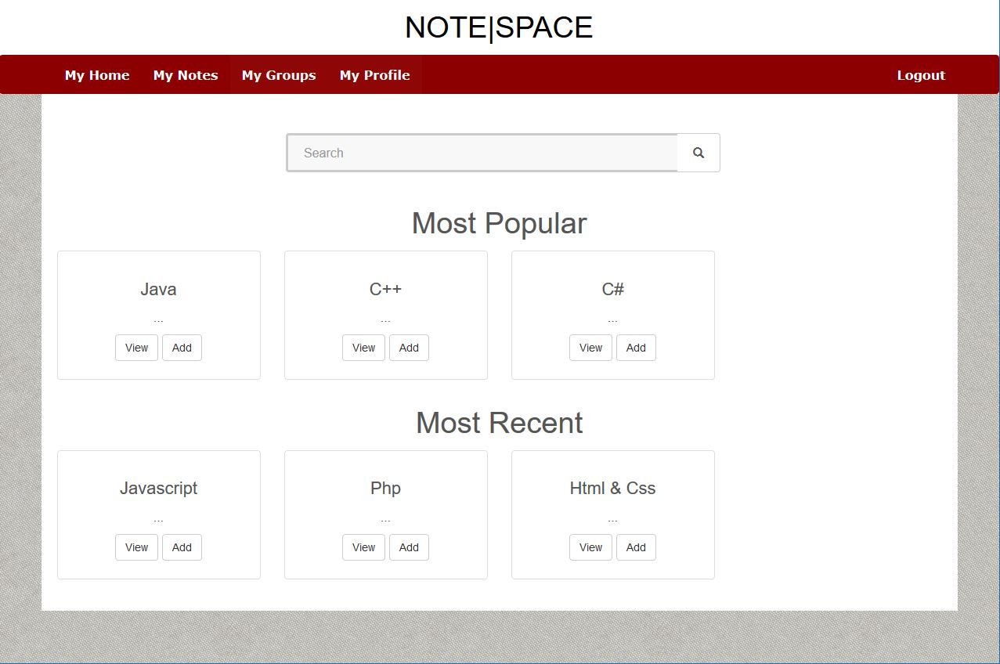 NOTE|SPACE
My Home My Notes My Groups My Profile Logout
Search
Most Popular
Java C++ C#
... ... ...
View Add View Add View Add
Most Recent
Javascript Php Html & Css
... ... ...
View Add View Add View Add